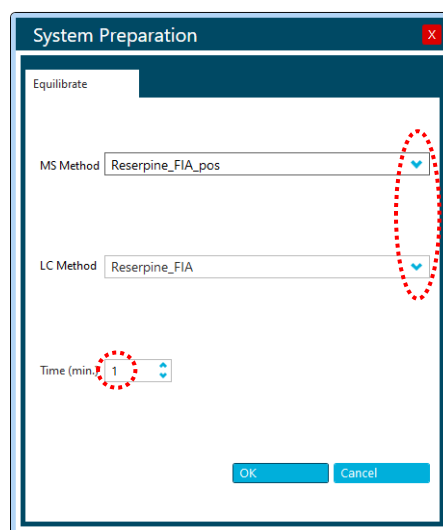 System Preparation
X
Equilibrate
MS Method Reserpine_FIA_pos
LC Method Reserpine_FIA
Time (min.) 1
OK Cancel